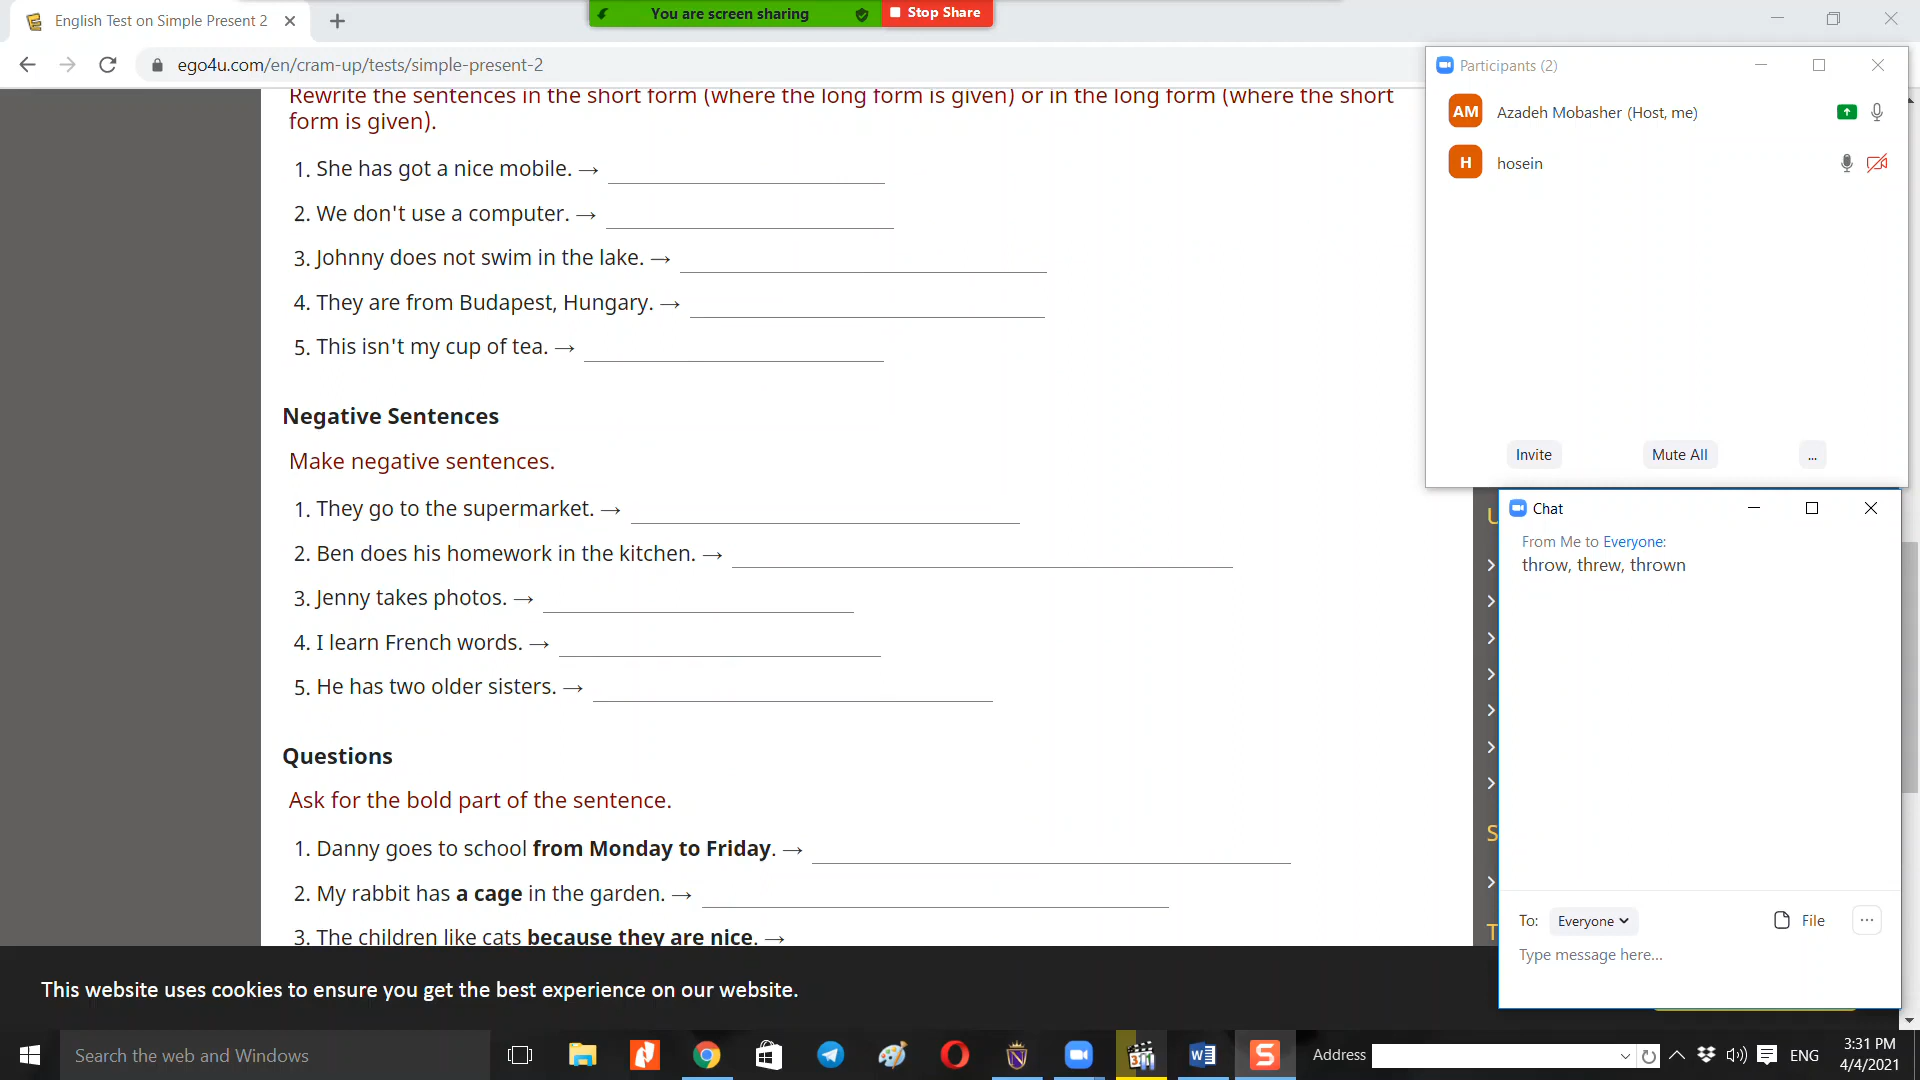 English Test on Simple Present 2
You are screen sharing
Stop Share
ego4u.com/en/cram-up/tests/simple-present-2
Rewrite the sentences in the short form (where the long form is given) or in the long form (where the short
form is given).
1. She has got a nice mobile. →
2. We don't use a computer. →
3. Johnny does not swim in the lake. →
4. They are from Budapest, Hungary. →
5. This isn't my cup of tea. →
Negative Sentences
Make negative sentences.
1. They go to the supermarket. →
2. Ben does his homework in the kitchen. →
3. Jenny takes photos. →
4. I learn French words. →
5. He has two older sisters. →
Questions
Ask for the bold part of the sentence.
1. Danny goes to school from Monday to Friday. →
2. My rabbit has a cage in the garden. →
3. The children like cats because they are nice. →
This website uses cookies to ensure you get the best experience on our website.
Participants (2)
AM Azadeh Mobasher (Host, me)
H hosein
Invite
Mute All
...
U
S
T
Chat
From Me to Everyone:
throw, threw, thrown
To: Everyone
File
Type message here...
Search the web and Windows
Address
ENG
3:31 PM
4/4/2021